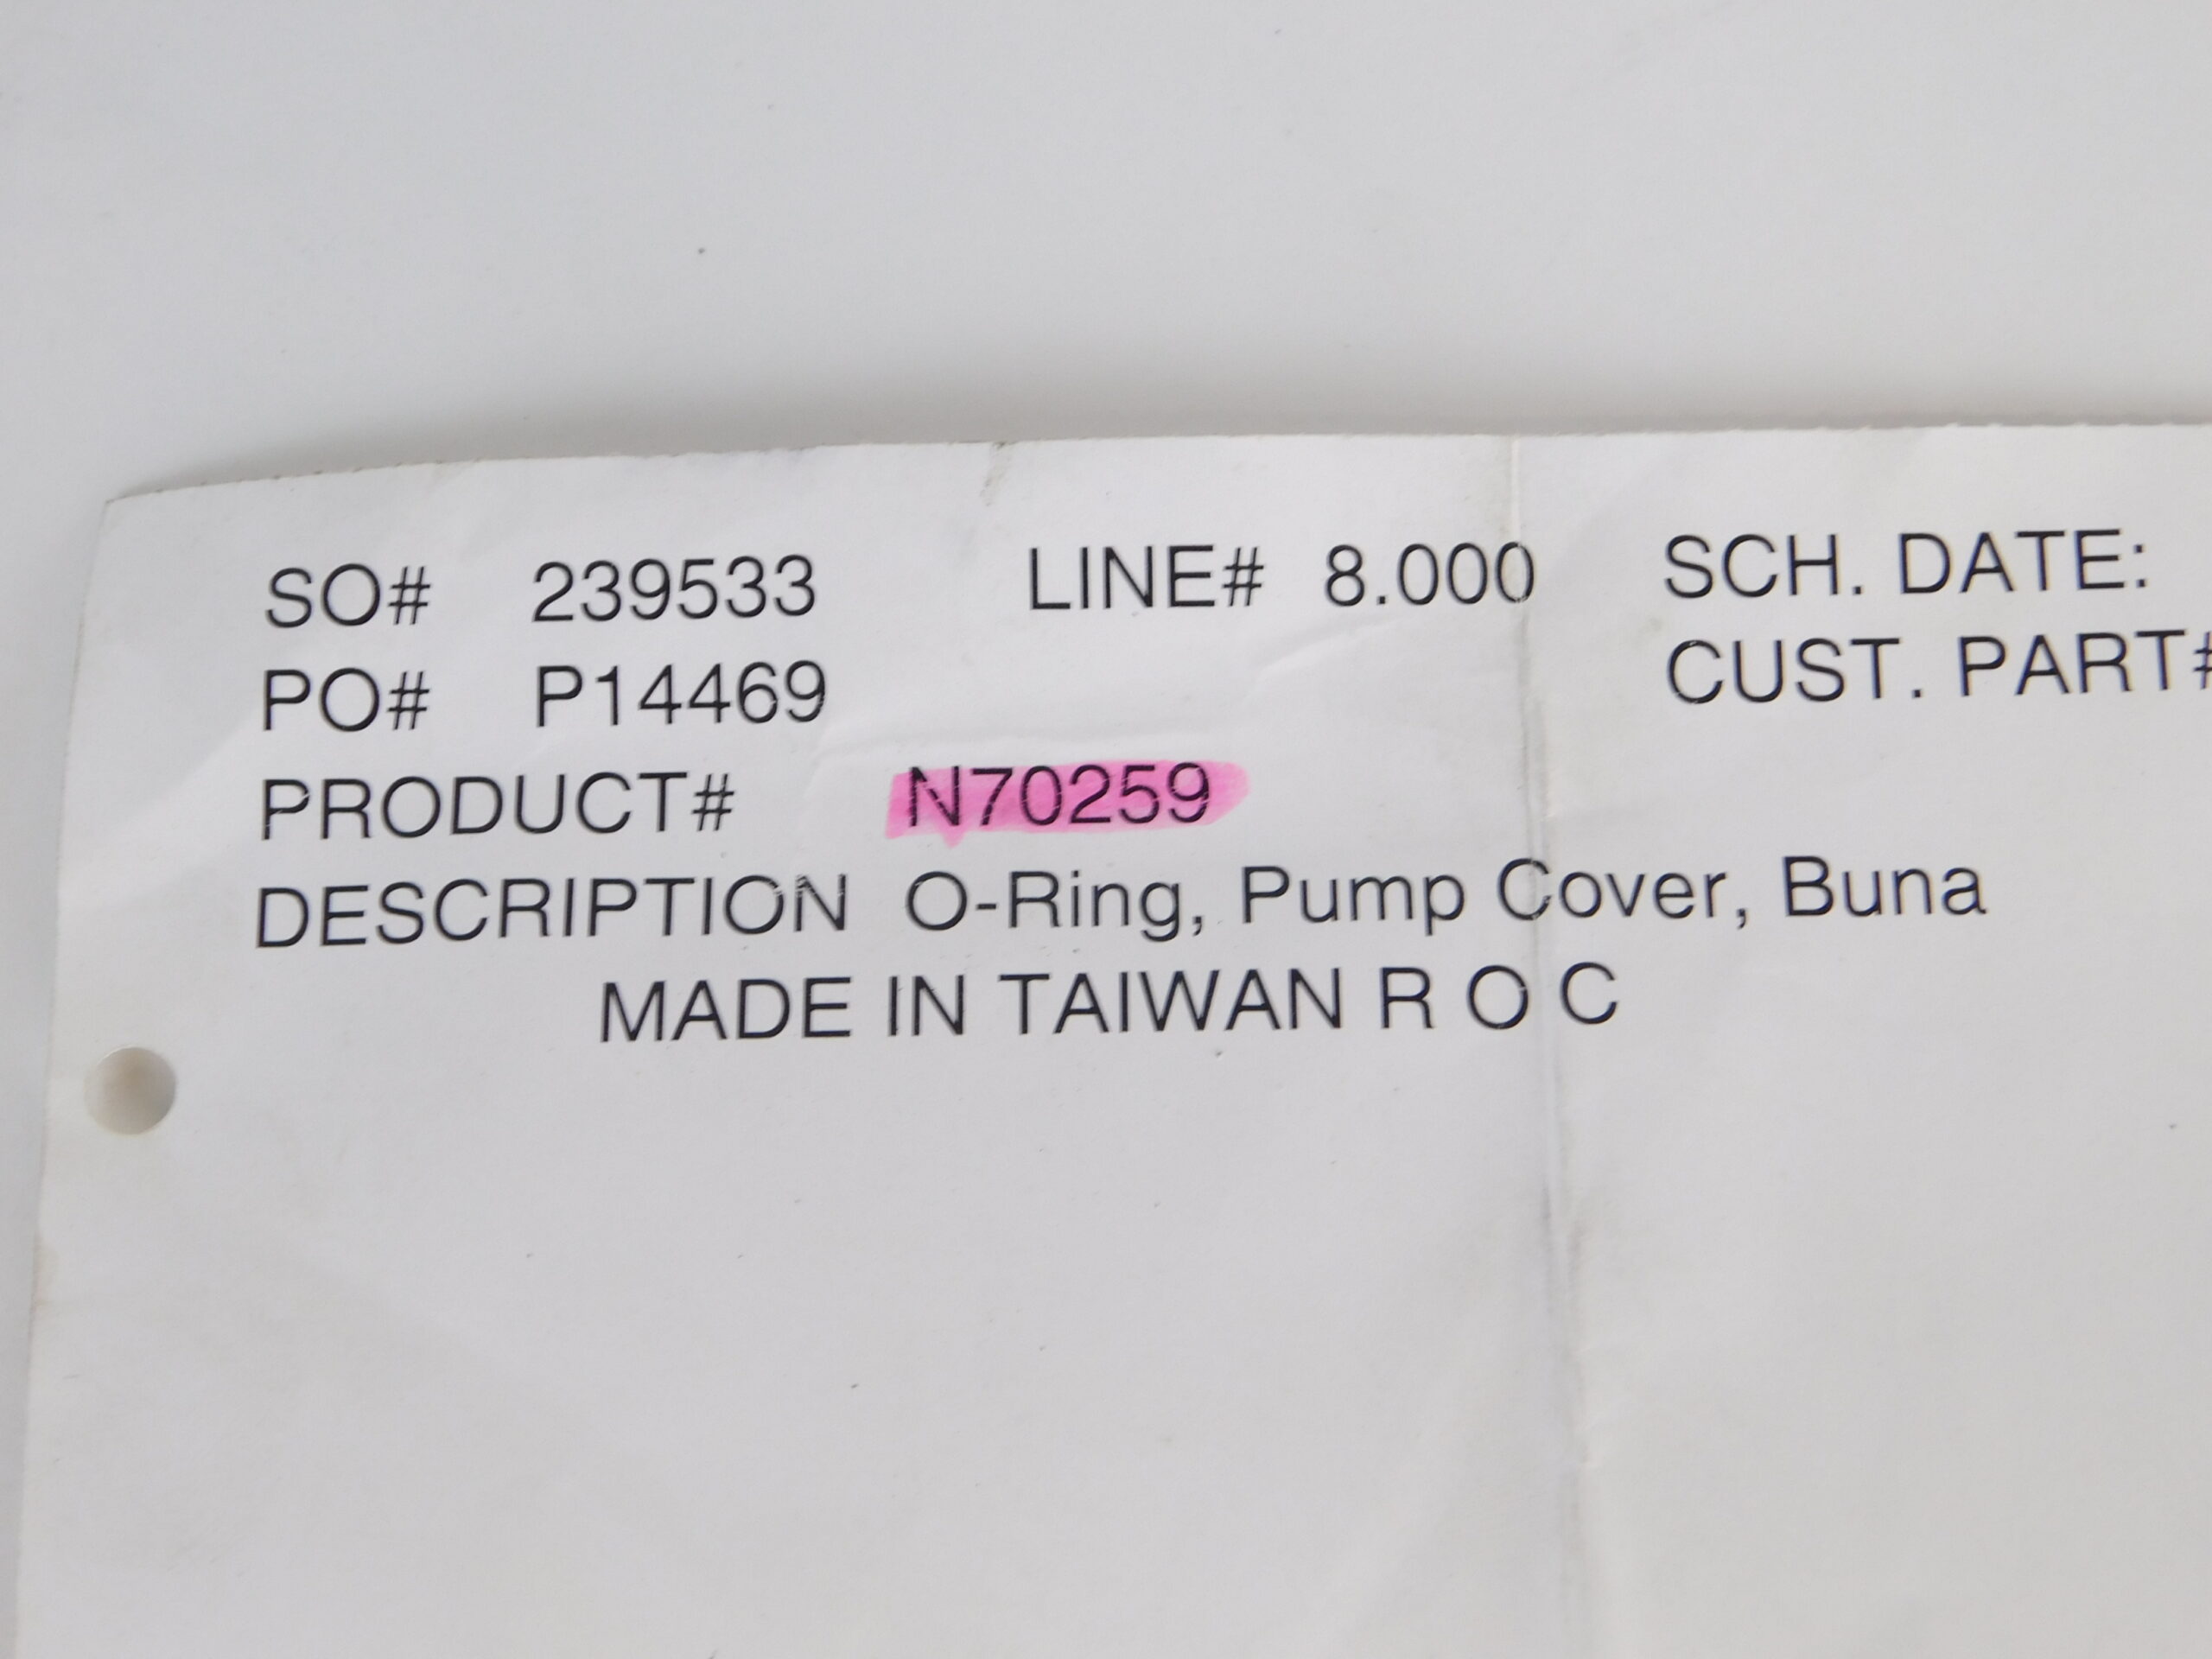 SO# 239533 LINE# 8.000 SCH. DATE:
PO# P14469 CUST. PART#
PRODUCT# N70259
DESCRIPTION O-Ring, Pump Cover, Buna
MADE IN TAIWAN R O C